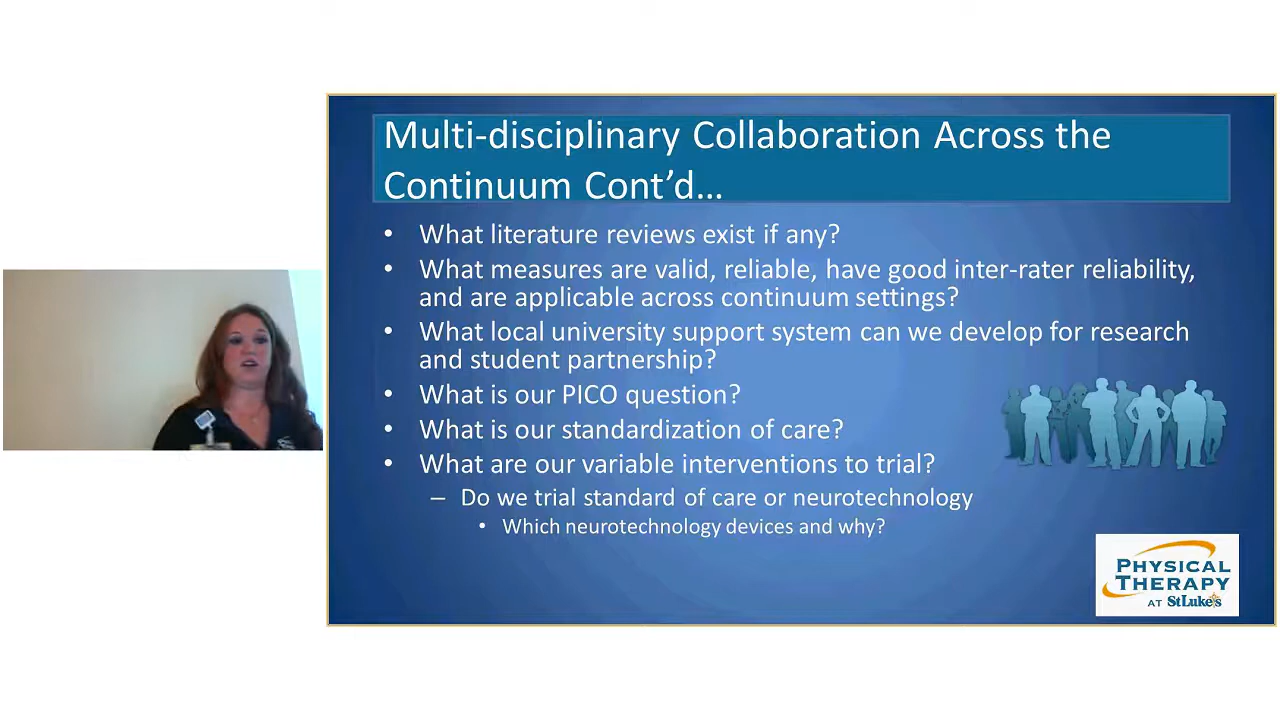 Multi-disciplinary Collaboration Across the
Continuum Cont’d…
• What literature reviews exist if any?
• What measures are valid, reliable, have good inter-rater reliability,
and are applicable across continuum settings?
• What local university support system can we develop for research
and student partnership?
• What is our PICO question?
• What is our standardization of care?
• What are our variable interventions to trial?
– Do we trial standard of care or neurotechnology
• Which neurotechnology devices and why?
PHYSICAL
THERAPY
AT StLuke's